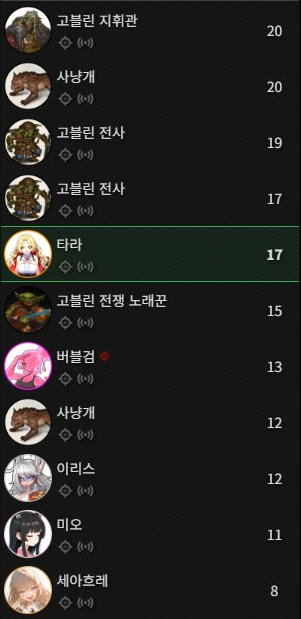 고블린 지휘관
20
사냥개
20
고블린 전사
19
고블린 전사
17
타라
17
고블린 전쟁 노래꾼
15
버블검
13
사냥개
12
이리스
12
미오
11
세아흐레
8